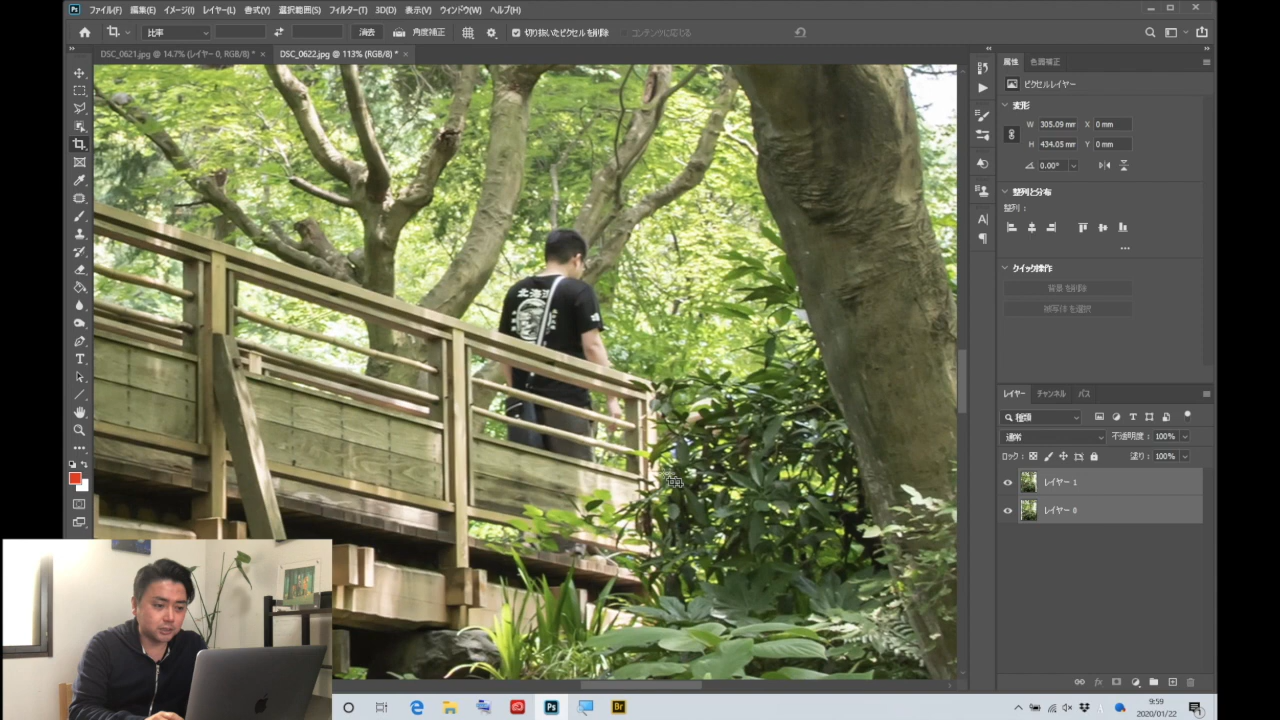 Ps ファイル(F) 編集(E) イメージ(I) レイヤー(L) 書式(Y) 選択範囲(S) フィルター(T) 3D(D) 表示(V) ウィンドウ(W) ヘルプ(H)
比率 消去 角度補正 切り抜いたピクセルを削除 コンテンツに応じる
DSC_0621.jpg @ 14.7% (レイヤー 0, RGB/8) * × DSC_0622.jpg @ 113% (RGB/8) * ×
属性 色調補正
ピクセルレイヤー
変形
W 305.09 mm X 0 mm
H 434.05 mm Y 0 mm
0.00°
整列と分布
整列 :
クイック操作
背景を削除
被写体を選択
北海道
レイヤー チャンネル パス
種類
通常 不透明度 : 100%
ロック : 塗り : 100%
レイヤー 1
レイヤー 0
fx
Ps Br
9:59
2020/01/22